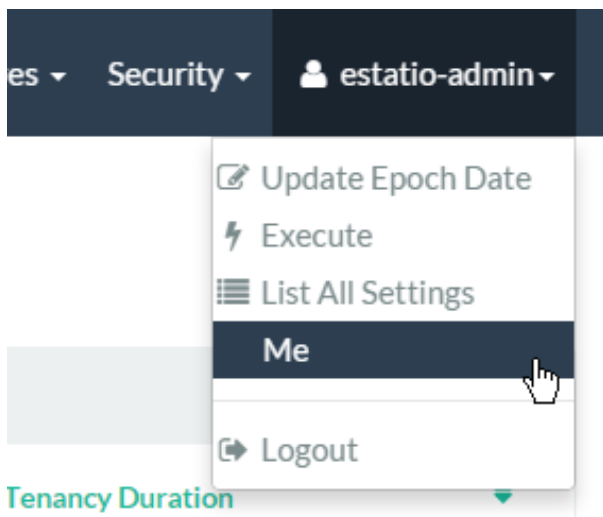 es Security estatio-admin
Update Epoch Date
Execute
List All Settings
Me
Logout
Tenancy Duration